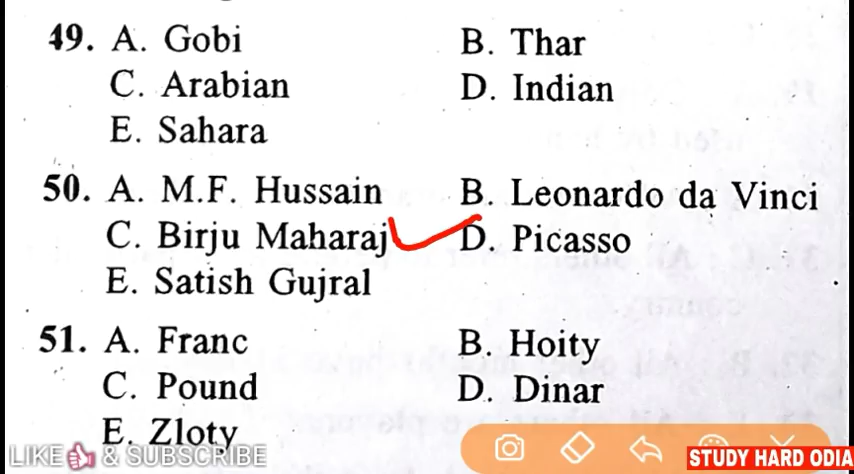 49. A. Gobi B. Thar
C. Arabian D. Indian
E. Sahara
50. A. M.F. Hussain B. Leonardo da Vinci
C. Birju Maharaj D. Picasso
E. Satish Gujral
51. A. Franc B. Hoity
C. Pound D. Dinar
E. Zloty
LIKE & SUBSCRIBE
STUDY HARD ODIA